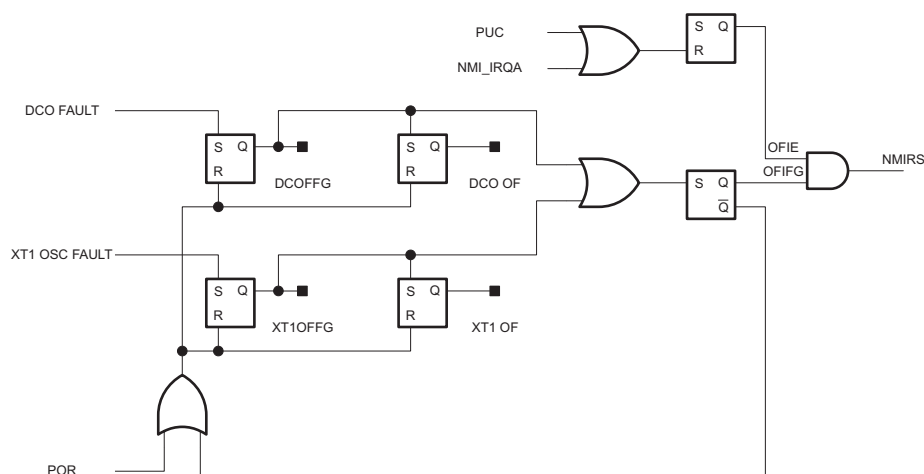 PUC
S Q
R
NMI_IRQA
DCO FAULT
S Q
R
DCOFFG
S Q
R
DCO OF
OFIE
OFIFG
NMIRS
S Q
Q
XT1 OSC FAULT
S Q
R
XT1OFFG
S Q
R
XT1 OF
POR